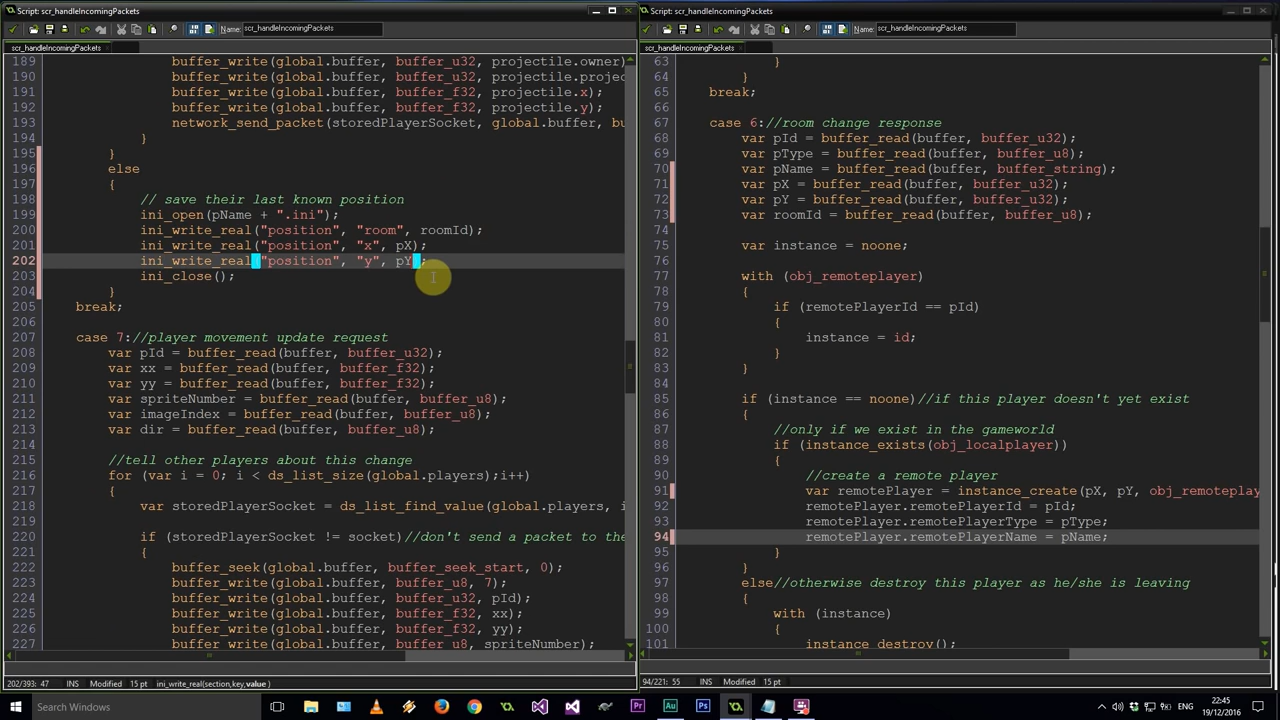 Script: scr_handleIncomingPackets
Name: scr_handleIncomingPackets
scr_handleIncomingPackets
189 buffer_write(global.buffer, buffer_u32, projectile.owner)
190 buffer_write(global.buffer, buffer_u32, projectile.proje
191 buffer_write(global.buffer, buffer_f32, projectile.x);
192 buffer_write(global.buffer, buffer_f32, projectile.y);
193 network_send_packet(storedPlayerSocket, global.buffer, bu
194 }
195 }
196 else
197 {
198 // save their last known position
199 ini_open(pName + ".ini");
200 ini_write_real("position", "room", roomId);
201 ini_write_real("position", "x", pX);
202 ini_write_real("position", "y", pY);
203 ini_close();
204 }
205 break;
206
207 case 7://player movement update request
208 var pId = buffer_read(buffer, buffer_u32);
209 var xx = buffer_read(buffer, buffer_f32);
210 var yy = buffer_read(buffer, buffer_f32);
211 var spriteNumber = buffer_read(buffer, buffer_u8);
212 var imageIndex = buffer_read(buffer, buffer_u8);
213 var dir = buffer_read(buffer, buffer_u8);
214
215 //tell other players about this change
216 for (var i = 0; i < ds_list_size(global.players);i++)
217 {
218 var storedPlayerSocket = ds_list_find_value(global.players, i
219
220 if (storedPlayerSocket != socket)//don't send a packet to the
221 {
222 buffer_seek(global.buffer, buffer_seek_start, 0);
223 buffer_write(global.buffer, buffer_u8, 7);
224 buffer_write(global.buffer, buffer_u32, pId);
225 buffer_write(global.buffer, buffer_f32, xx);
226 buffer_write(global.buffer, buffer_f32, yy);
227 buffer_write(global.buffer, buffer_u8, spriteNumber);
202/393: 47 INS Modified 15 pt ini_write_real(section,key,value )
Script: scr_handleIncomingPackets
Name: scr_handleIncomingPackets
scr_handleIncomingPackets
63 }
64 }
65 break;
66
67 case 6://room change response
68 var pId = buffer_read(buffer, buffer_u32);
69 var pType = buffer_read(buffer, buffer_u8);
70 var pName = buffer_read(buffer, buffer_string);
71 var pX = buffer_read(buffer, buffer_u32);
72 var pY = buffer_read(buffer, buffer_u32);
73 var roomId = buffer_read(buffer, buffer_u8);
74
75 var instance = noone;
76
77 with (obj_remoteplayer)
78 {
79 if (remotePlayerId == pId)
80 {
81 instance = id;
82 }
83 }
84
85 if (instance == noone)//if this player doesn't yet exist
86 {
87 //only if we exist in the gameworld
88 if (instance_exists(obj_localplayer))
89 {
90 //create a remote player
91 var remotePlayer = instance_create(pX, pY, obj_remoteplay
92 remotePlayer.remotePlayerId = pId;
93 remotePlayer.remotePlayerType = pType;
94 remotePlayer.remotePlayerName = pName;
95 }
96 }
97 else//otherwise destroy this player as he/she is leaving
98 {
99 with (instance)
100 {
101 instance_destroy();
94/221: 55 INS Modified 15 pt
Search Windows
Pr
Au
Ps
ENG
22:45
19/12/2016